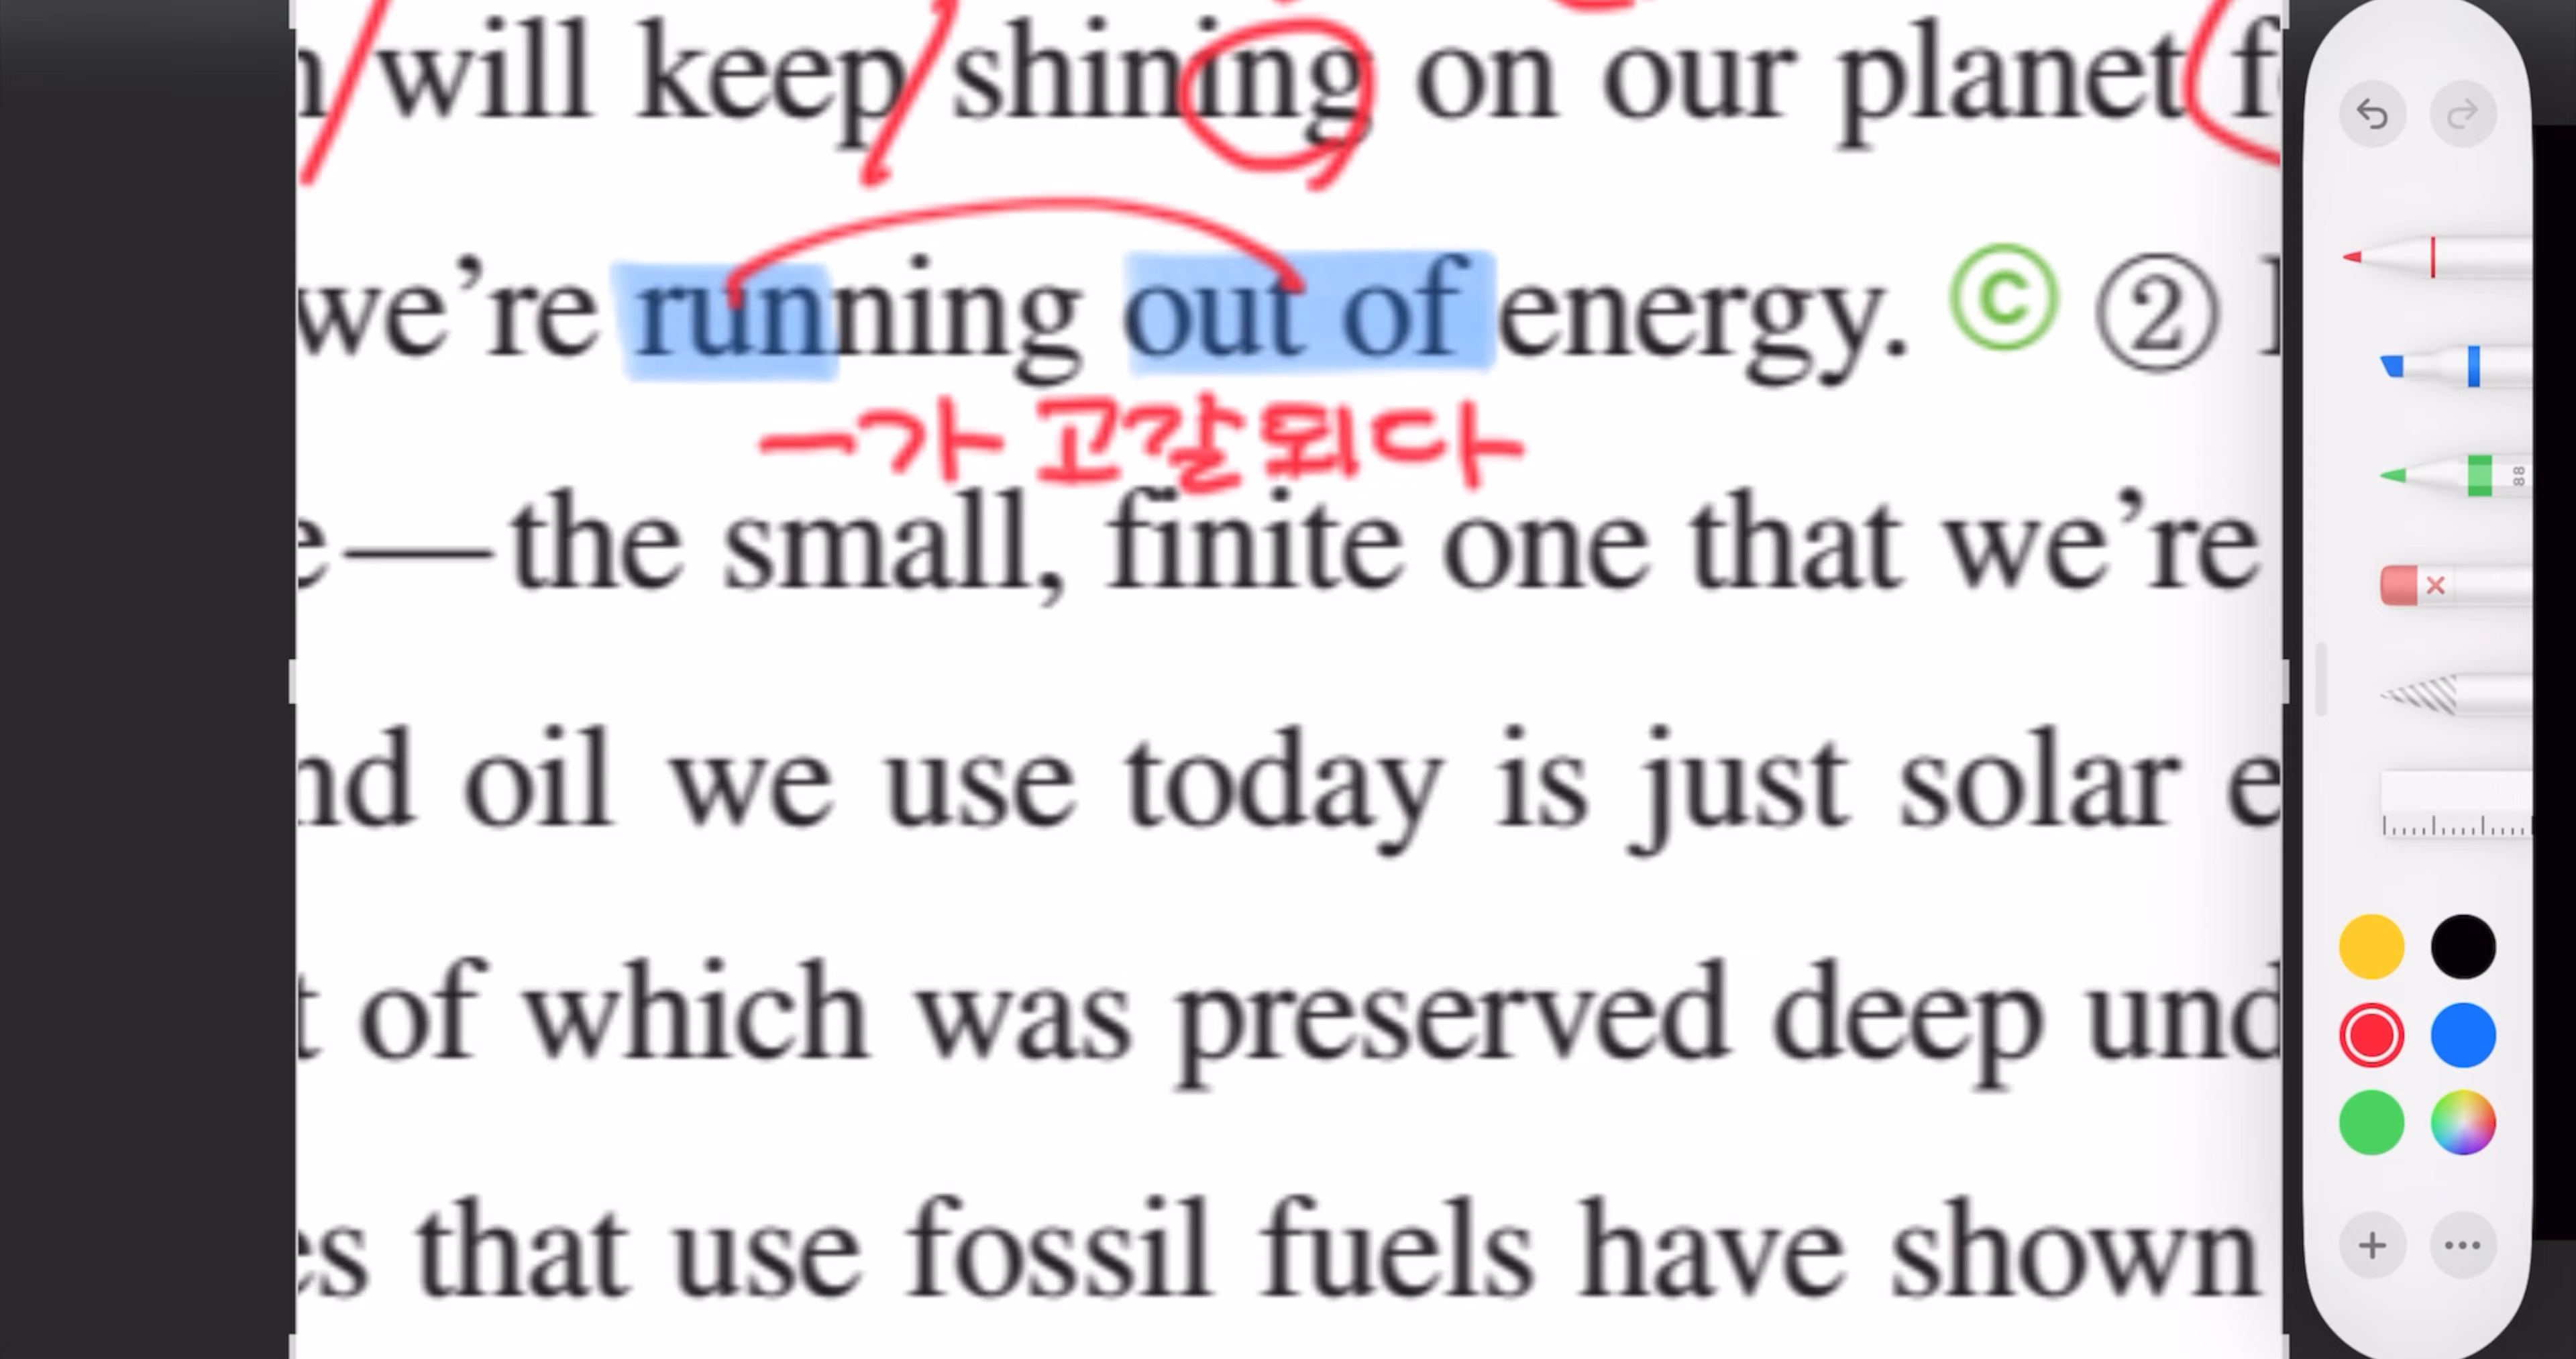 will keep shining on our planet
we're running out of energy. ⓒ ②
ー가 고갈되다
—the small, finite one that we're
oil we use today is just solar
of which was preserved deep
that use fossil fuels have shown
88